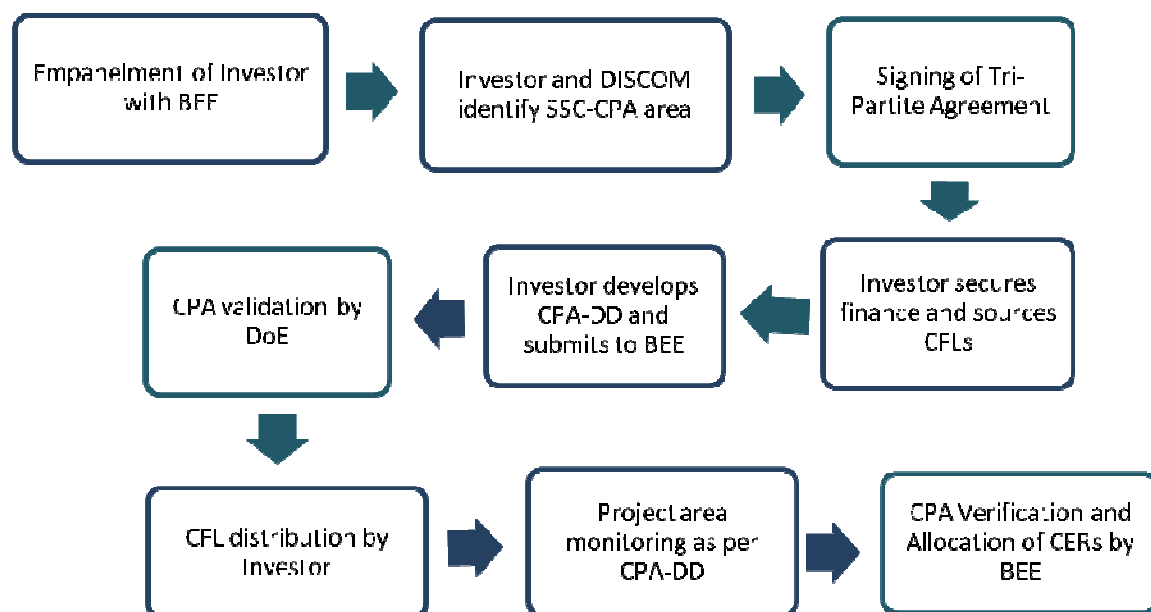 Empanelment of Investor
with BEE
Investor and DISCOM
identify SSC-CPA area
Signing of Tri-
Partite Agreement
Investor secures
finance and sources
CFLs
Investor develops
CPA-DD and
submits to BEE
CPA validation by
DoE
CFL distribution by
Investor
Project area
monitoring as per
CPA-DD
CPA Verification and
Allocation of CERs by
BEE